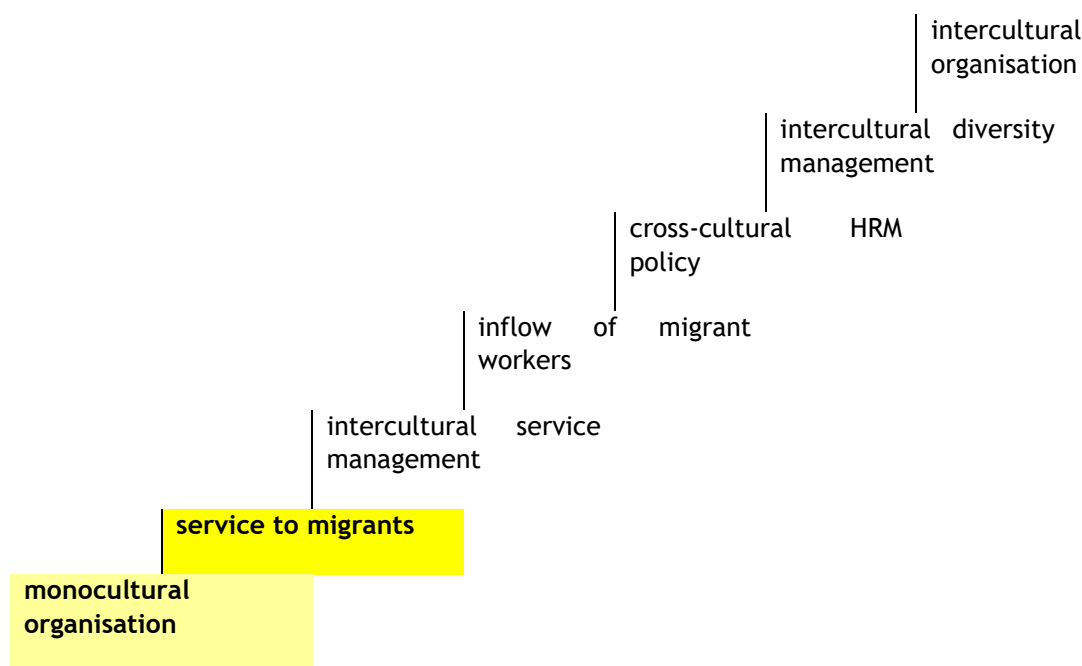 intercultural
organisation
intercultural diversity
management
cross-cultural HRM
policy
inflow of migrant
workers
intercultural service
management
service to migrants
monocultural
organisation